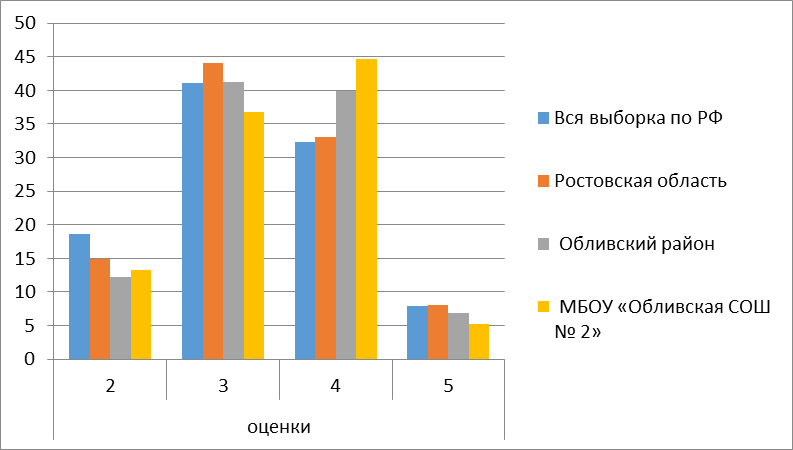 50
45
40
35
30
25
20
15
10
5
0
2 3 4 5
оценки
Вся выборка по РФ
Ростовская область
Обливский район
МБОУ «Обливская СОШ
№ 2»